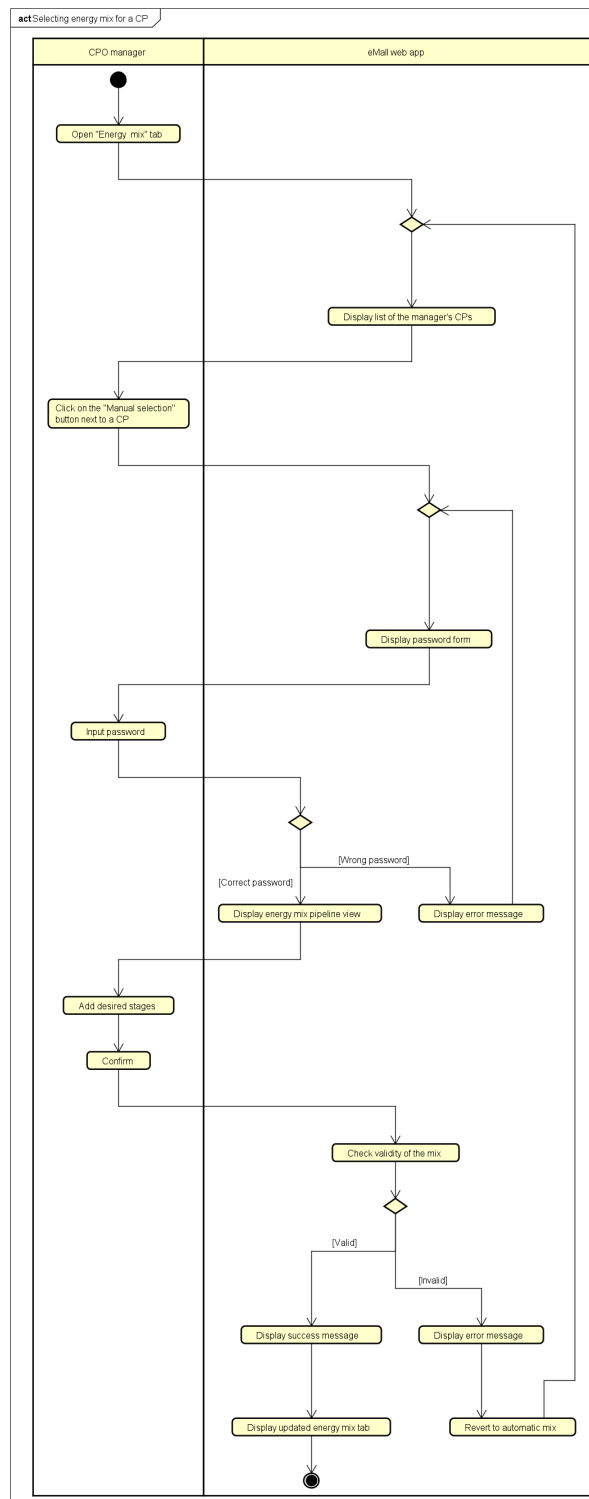 act Selecting energy mix for a CP
CPO manager
eMall web app
Open "Energy mix" tab
Display list of the manager's CPs
Click on the "Manual selection"
button next to a CP
Display password form
Input password
[Wrong password]
[Correct password]
Display energy mix pipeline view
Display error message
Add desired stages
Confirm
Check validity of the mix
[Valid]
[Invalid]
Display success message
Display error message
Display updated energy mix tab
Revert to automatic mix